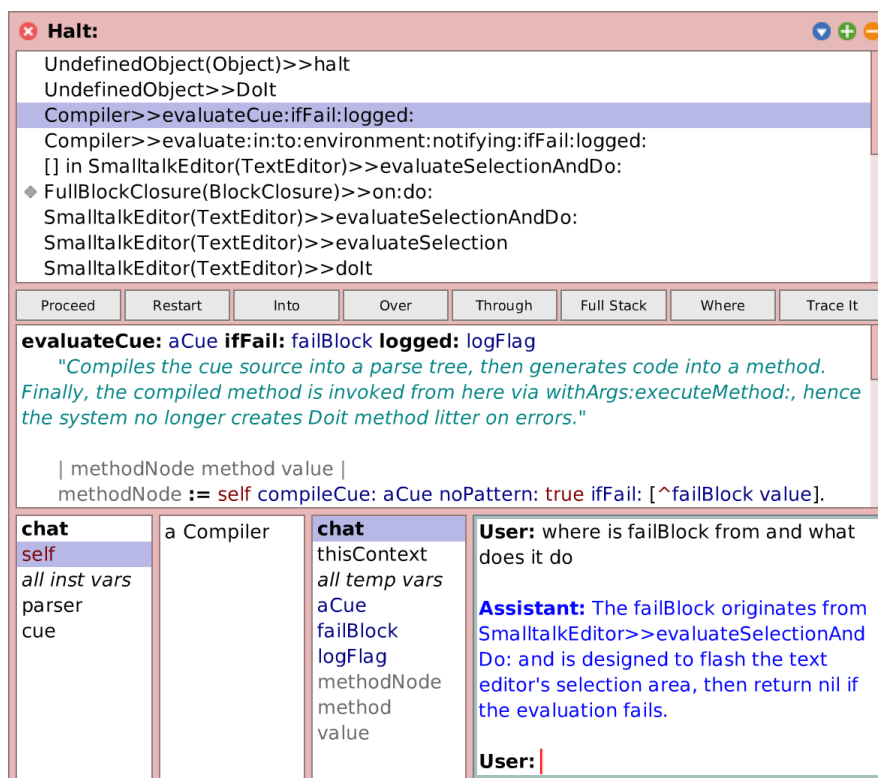 Halt:
UndefinedObject(Object)>>halt
UndefinedObject>>DoIt
Compiler>>evaluateCue:ifFail:logged:
Compiler>>evaluate:in:to:environment:notifying:ifFail:logged:
[] in SmalltalkEditor(TextEditor)>>evaluateSelectionAndDo:
FullBlockClosure(BlockClosure)>>on:do:
SmalltalkEditor(TextEditor)>>evaluateSelectionAndDo:
SmalltalkEditor(TextEditor)>>evaluateSelection
SmalltalkEditor(TextEditor)>>doIt
Proceed Restart Into Over Through Full Stack Where Trace It
evaluateCue: aCue ifFail: failBlock logged: logFlag
"Compiles the cue source into a parse tree, then generates code into a method.
Finally, the compiled method is invoked from here via withArgs:executeMethod:, hence
the system no longer creates Doit method litter on errors."
| methodNode method value |
methodNode := self compileCue: aCue noPattern: true ifFail: [^failBlock value].
chat
self
all inst vars
parser
cue
a Compiler
chat
thisContext
all temp vars
aCue
failBlock
logFlag
methodNode
method
value
User: where is failBlock from and what
does it do
Assistant: The failBlock originates from
SmalltalkEditor>>evaluateSelectionAnd
Do: and is designed to flash the text
editor's selection area, then return nil if
the evaluation fails.
User: